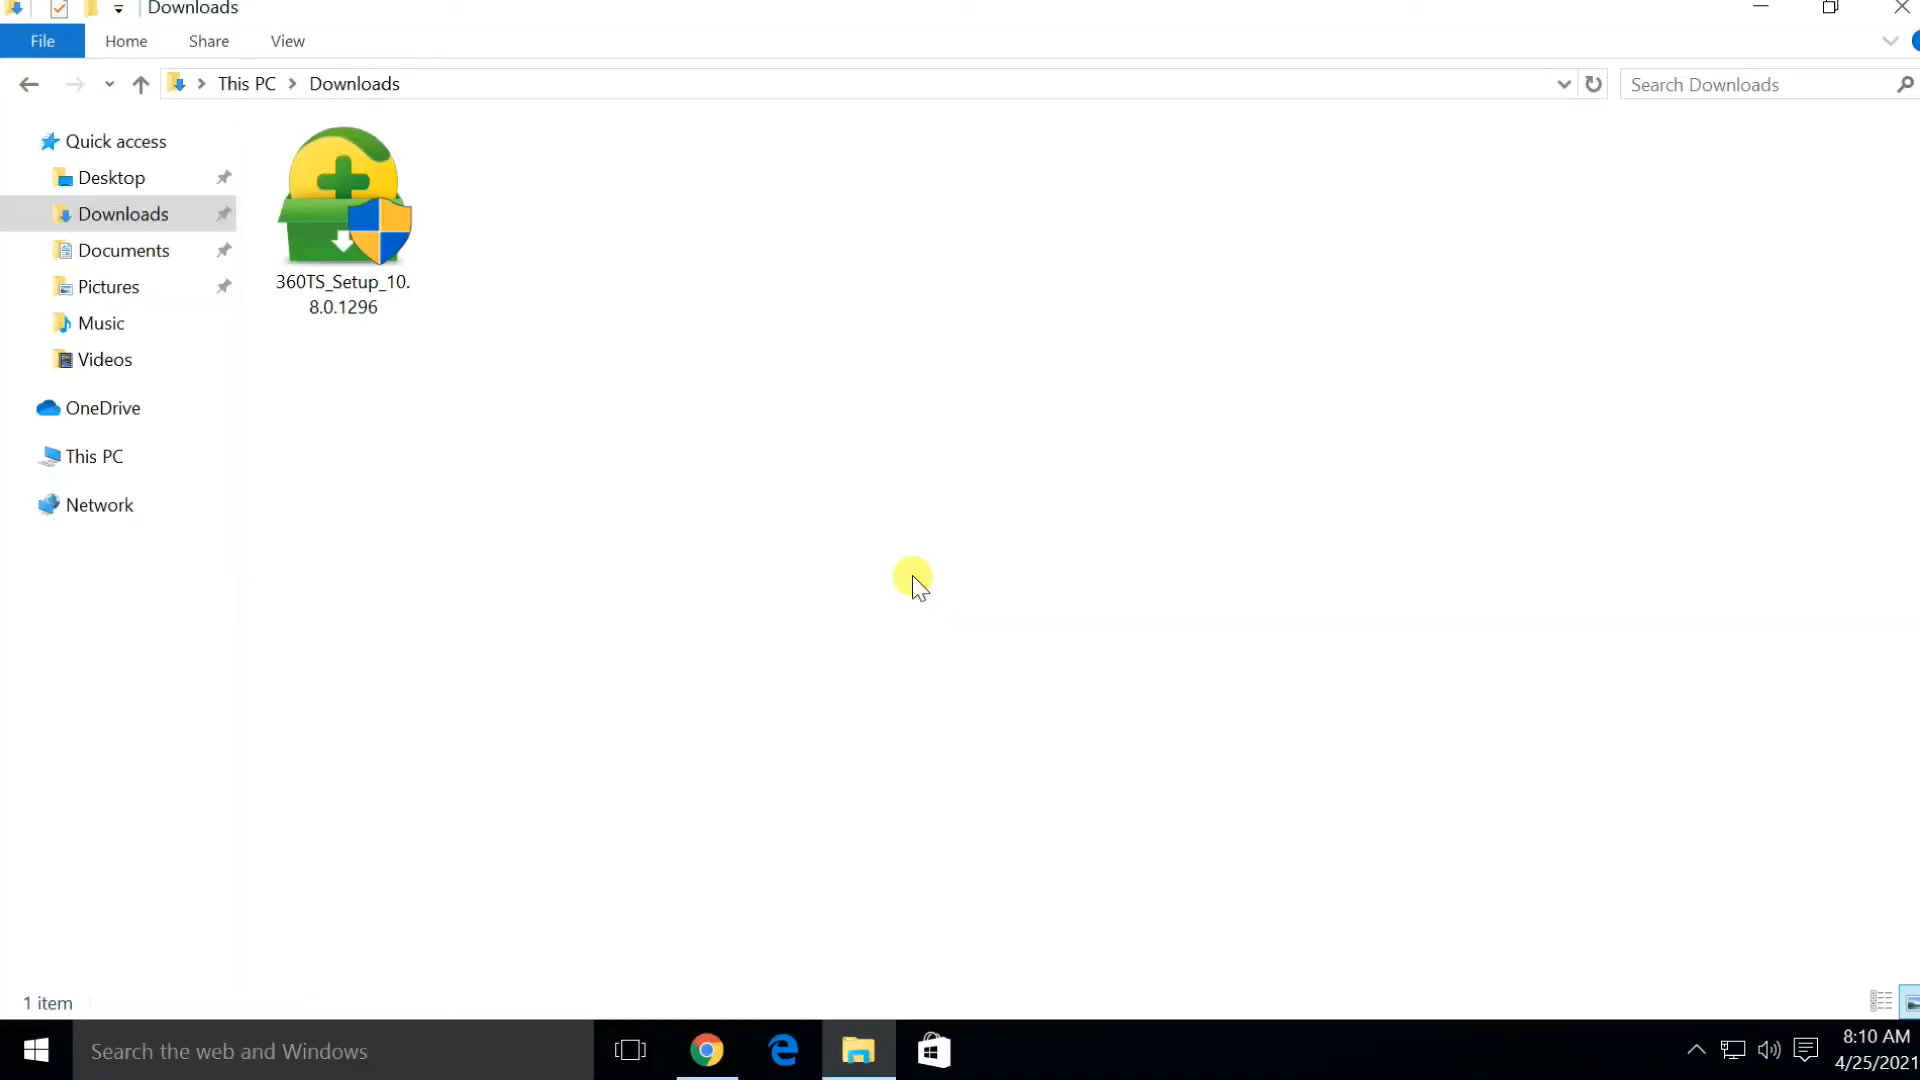 Downloads
File Home Share View
This PC Downloads
Search Downloads
Quick access
Desktop
Downloads
Documents
Pictures
Music
Videos
OneDrive
This PC
Network
360TS_Setup_10.
8.0.1296
1 item
Search the web and Windows
8:10 AM
4/25/2021